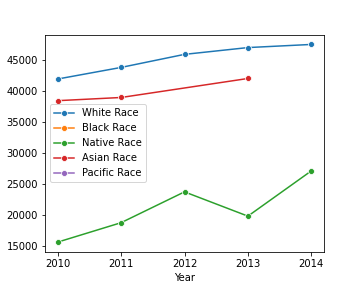 45000
40000
35000
30000
25000
20000
15000
White Race
Black Race
Native Race
Asian Race
Pacific Race
2010 2011 2012 2013 2014
Year